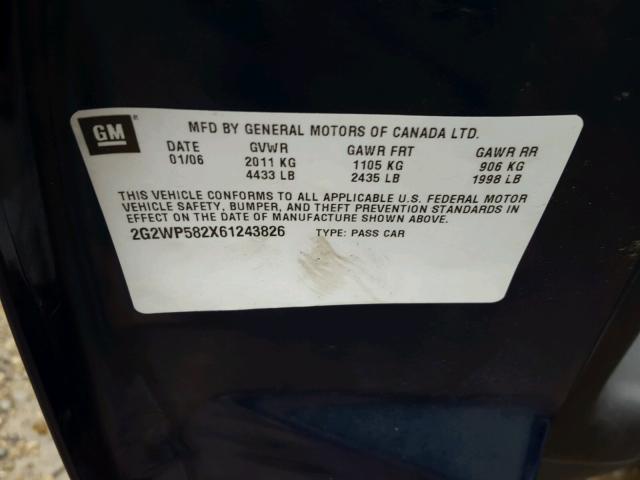 GM
MFD BY GENERAL MOTORS OF CANADA LTD.
DATE GVWR GAWR FRT GAWR RR
01/06 2011 KG 1105 KG 906 KG
4433 LB 2435 LB 1998 LB
THIS VEHICLE CONFORMS TO ALL APPLICABLE U.S. FEDERAL MOTOR
VEHICLE SAFETY, BUMPER, AND THEFT PREVENTION STANDARDS IN
EFFECT ON THE DATE OF MANUFACTURE SHOWN ABOVE.
2G2WP582X61243826 TYPE: PASS CAR